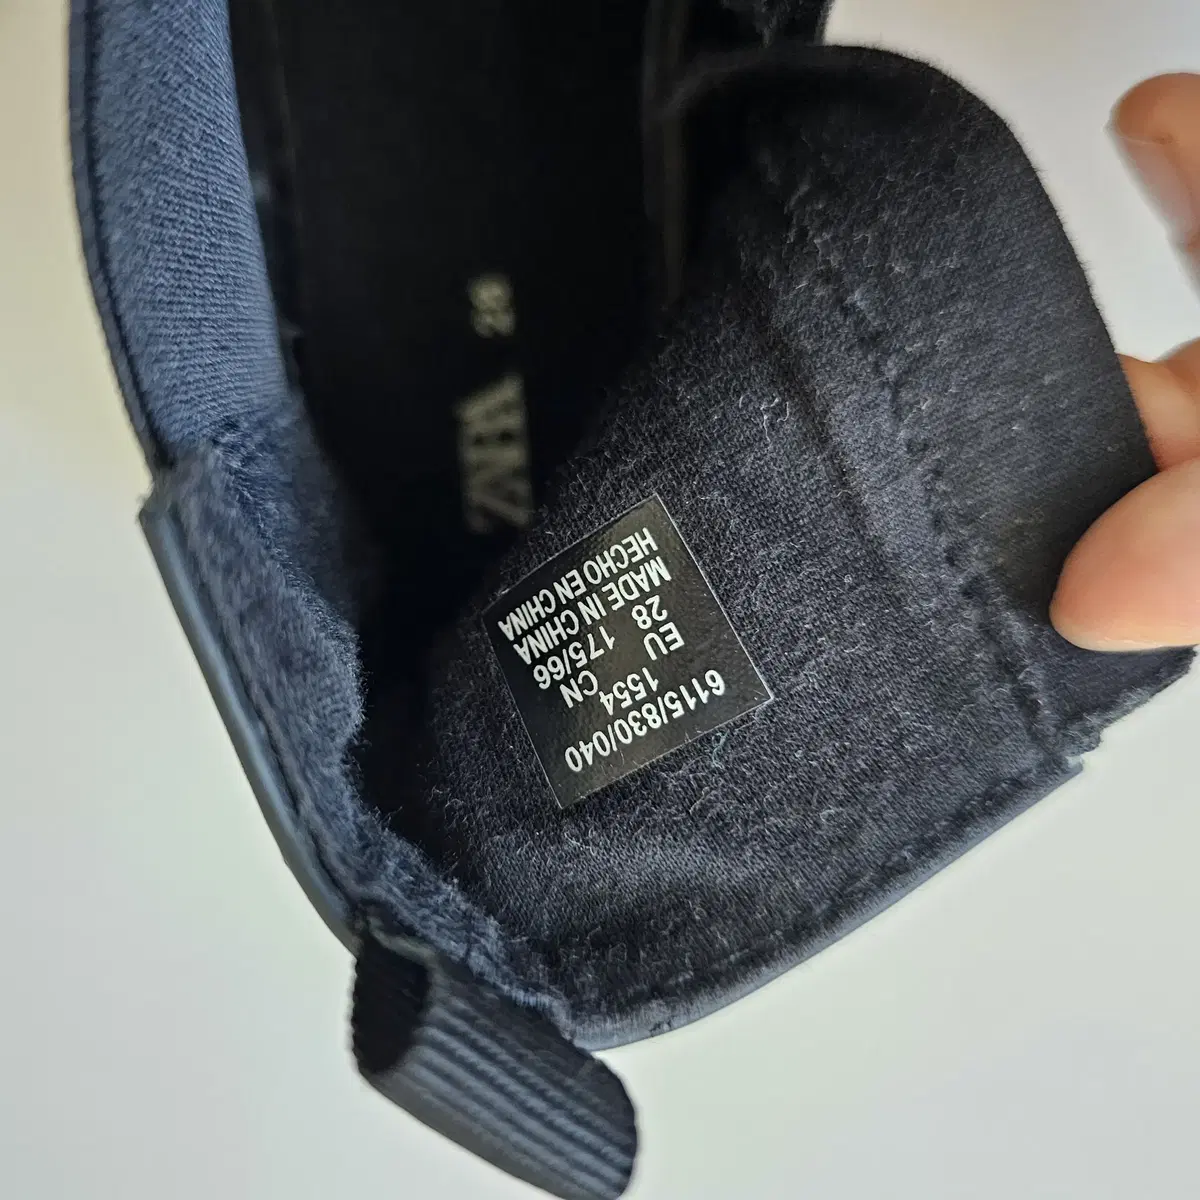 ZARA 28
6115/830/040
1554
EU CN
28 175/66
MADE IN CHINA
HECHO EN CHINA